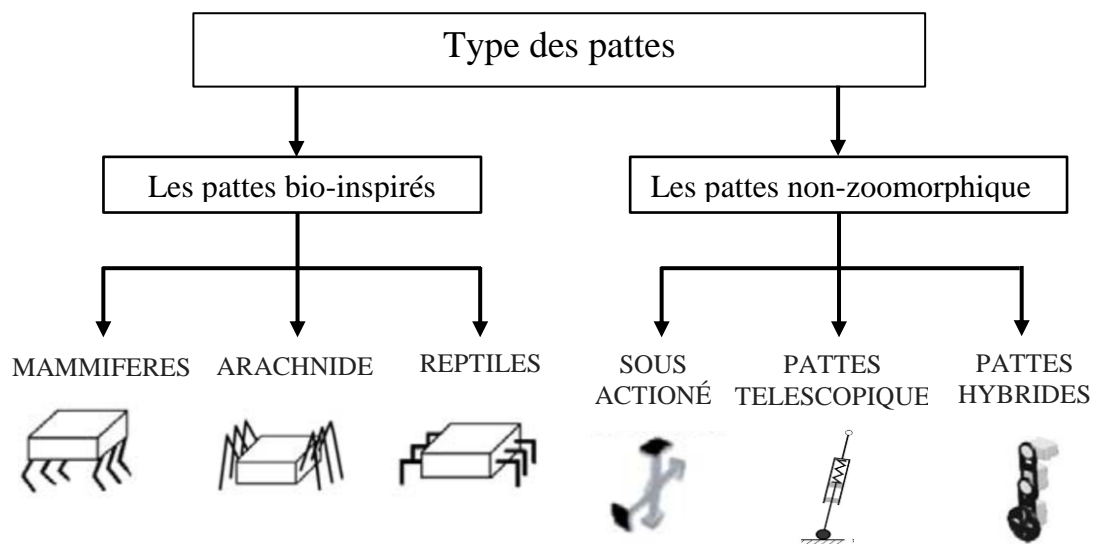 Type des pattes
Les pattes bio-inspirés
Les pattes non-zoomorphique
MAMMIFERES
ARACHNIDE
REPTILES
SOUS
ACTIONÉ
PATTES
TELESCOPIQUE
PATTES
HYBRIDES